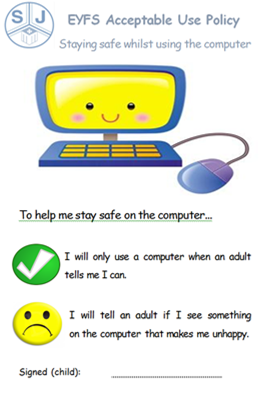 S J
EYFS Acceptable Use Policy
Staying safe whilst using the computer
To help me stay safe on the computer...
I will only use a computer when an adult
tells me I can.
I will tell an adult if I see something
on the computer that makes me unhappy.
Signed (child): ................................